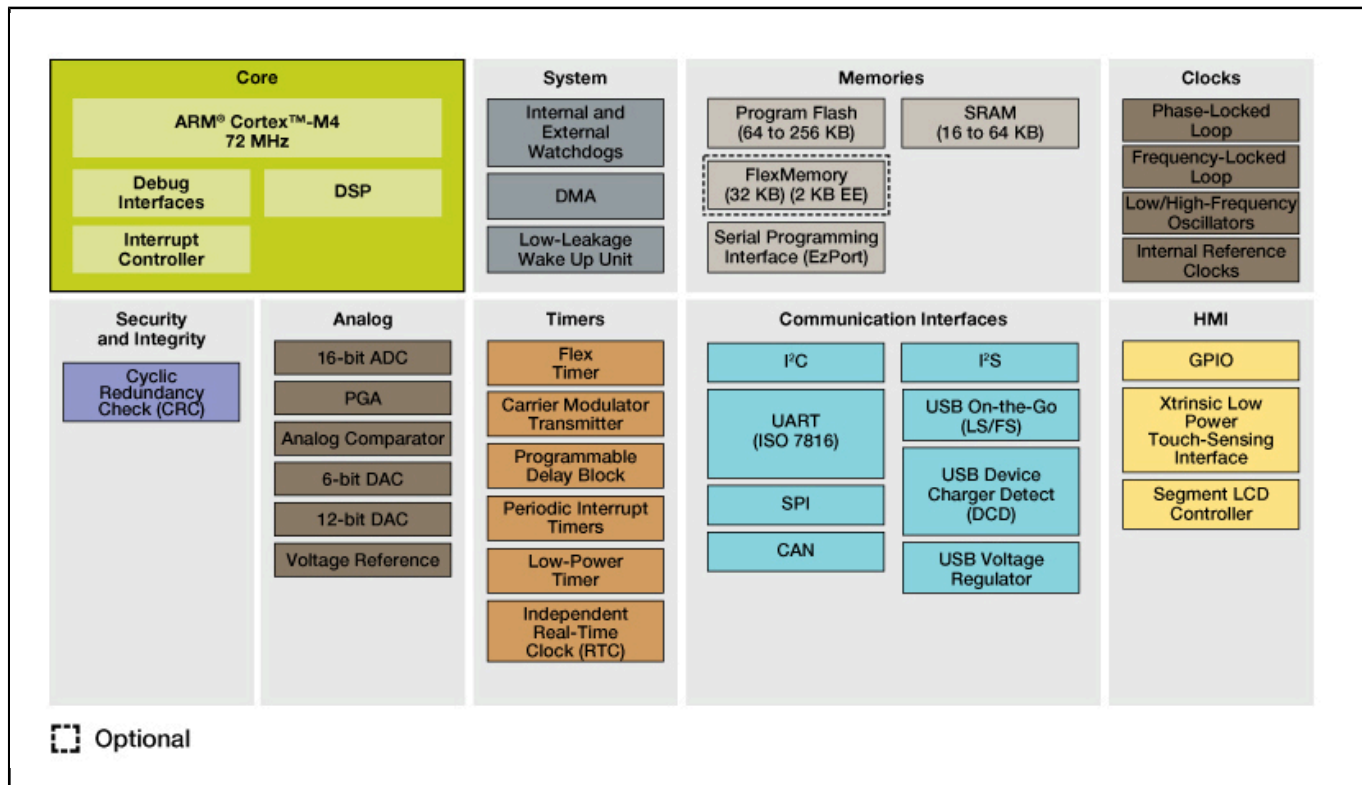 Core
ARM® Cortex™-M4
72 MHz
Debug
Interfaces
DSP
Interrupt
Controller
System
Internal and
External
Watchdogs
DMA
Low-Leakage
Wake Up Unit
Memories
Program Flash
(64 to 256 KB)
SRAM
(16 to 64 KB)
FlexMemory
(32 KB) (2 KB EE)
Serial Programming
Interface (EzPort)
Clocks
Phase-Locked
Loop
Frequency-Locked
Loop
Low/High-Frequency
Oscillators
Internal Reference
Clocks
Security
and Integrity
Cyclic
Redundancy
Check (CRC)
Analog
16-bit ADC
PGA
Analog Comparator
6-bit DAC
12-bit DAC
Voltage Reference
Timers
Flex
Timer
Carrier Modulator
Transmitter
Programmable
Delay Block
Periodic Interrupt
Timers
Low-Power
Timer
Independent
Real-Time
Clock (RTC)
Communication Interfaces
I²C
UART
(ISO 7816)
SPI
CAN
I²S
USB On-the-Go
(LS/FS)
USB Device
Charger Detect
(DCD)
USB Voltage
Regulator
HMI
GPIO
Xtrinsic Low
Power
Touch-Sensing
Interface
Segment LCD
Controller
Optional